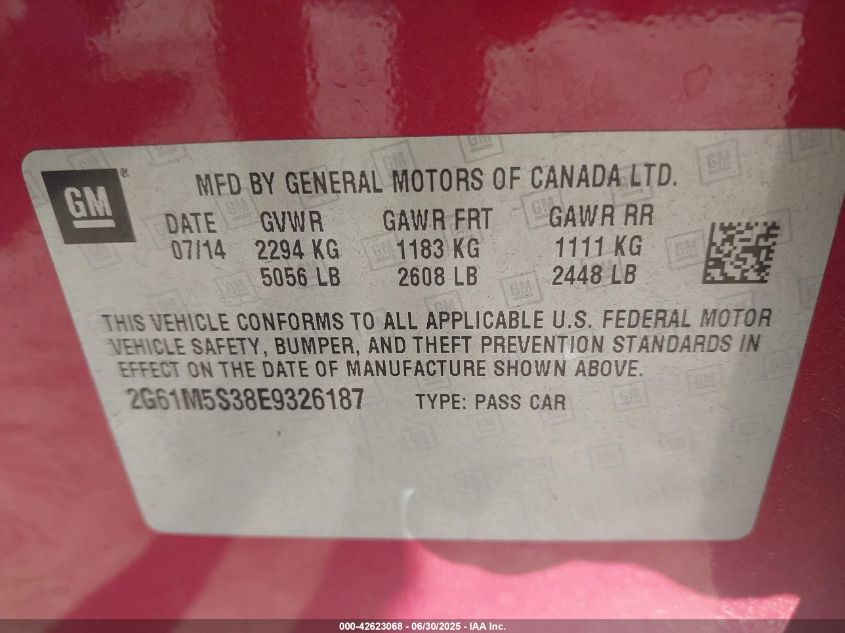 GM ®
MFD BY GENERAL MOTORS OF CANADA LTD.
DATE GVWR GAWR FRT GAWR RR
07/14 2294 KG 1183 KG 1111 KG
5056 LB 2608 LB 2448 LB
THIS VEHICLE CONFORMS TO ALL APPLICABLE U.S. FEDERAL MOTOR
VEHICLE SAFETY, BUMPER, AND THEFT PREVENTION STANDARDS IN
EFFECT ON THE DATE OF MANUFACTURE SHOWN ABOVE.
2G61M5S38E9326187 TYPE: PASS CAR
000-42623068 - 06/30/2025 - IAA Inc.